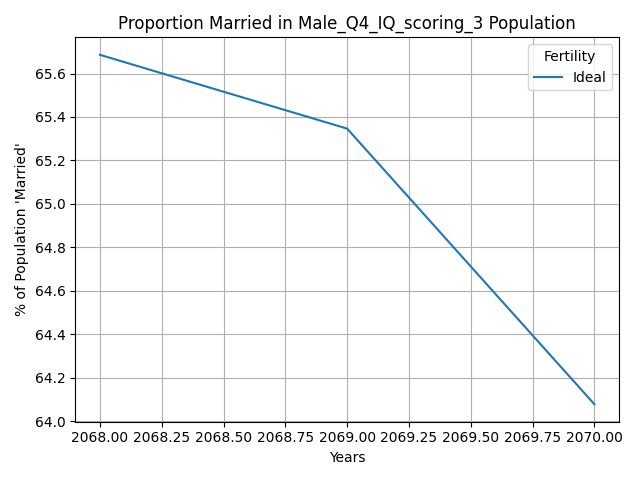 Proportion Married in Male_Q4_IQ_scoring_3 Population
Fertility
Ideal
% of Population 'Married'
65.6
65.4
65.2
65.0
64.8
64.6
64.4
64.2
64.0
2068.00 2068.25 2068.50 2068.75 2069.00 2069.25 2069.50 2069.75 2070.00
Years